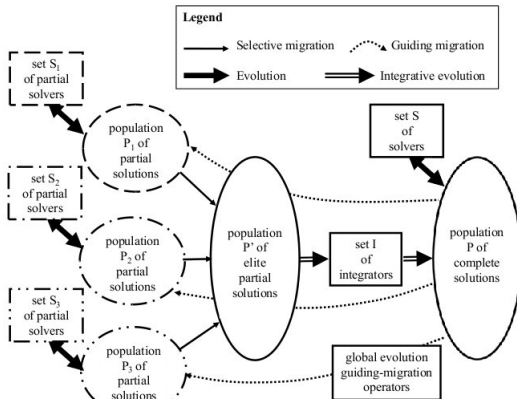 Legend
Selective migration
Guiding migration
Evolution
Integrative evolution
set S₁
of partial
solvers
population
P₁ of
partial
solutions
set S
of
solvers
set S₂
of partial
solvers
population
P₂ of
partial
solutions
population
P' of
elite
partial
solutions
set I
of
integrators
population
P of
complete
solutions
set S₃
of partial
solvers
population
P₃ of
partial
solutions
global evolution
guiding-migration
operators